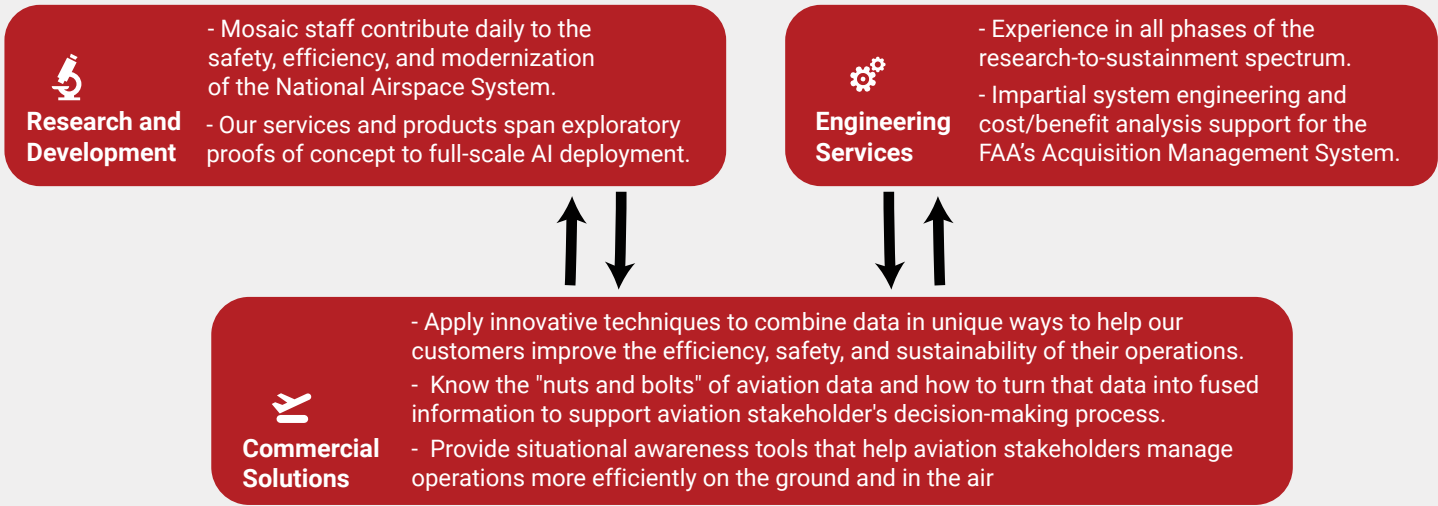 Research and
Development
- Mosaic staff contribute daily to the
safety, efficiency, and modernization
of the National Airspace System.
- Our services and products span exploratory
proofs of concept to full-scale AI deployment.
Engineering
Services
- Experience in all phases of the
research-to-sustainment spectrum.
- Impartial system engineering and
cost/benefit analysis support for the
FAA’s Acquisition Management System.
Commercial
Solutions
- Apply innovative techniques to combine data in unique ways to help our
customers improve the efficiency, safety, and sustainability of their operations.
-  Know the "nuts and bolts" of aviation data and how to turn that data into fused
information to support aviation stakeholder's decision-making process.
-  Provide situational awareness tools that help aviation stakeholders manage
operations more efficiently on the ground and in the air